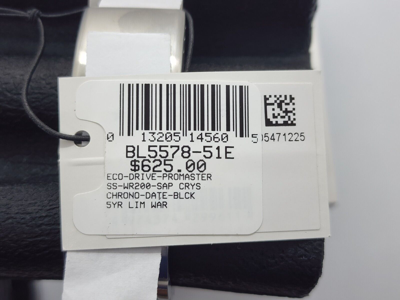 0 13205 14560 5
05471225
BL5578-51E
$625.00
ECO-DRIVE-PROMASTER
SS-WR200-SAP CRYS
CHRONO-DATE-BLCK
5YR LIM WAR